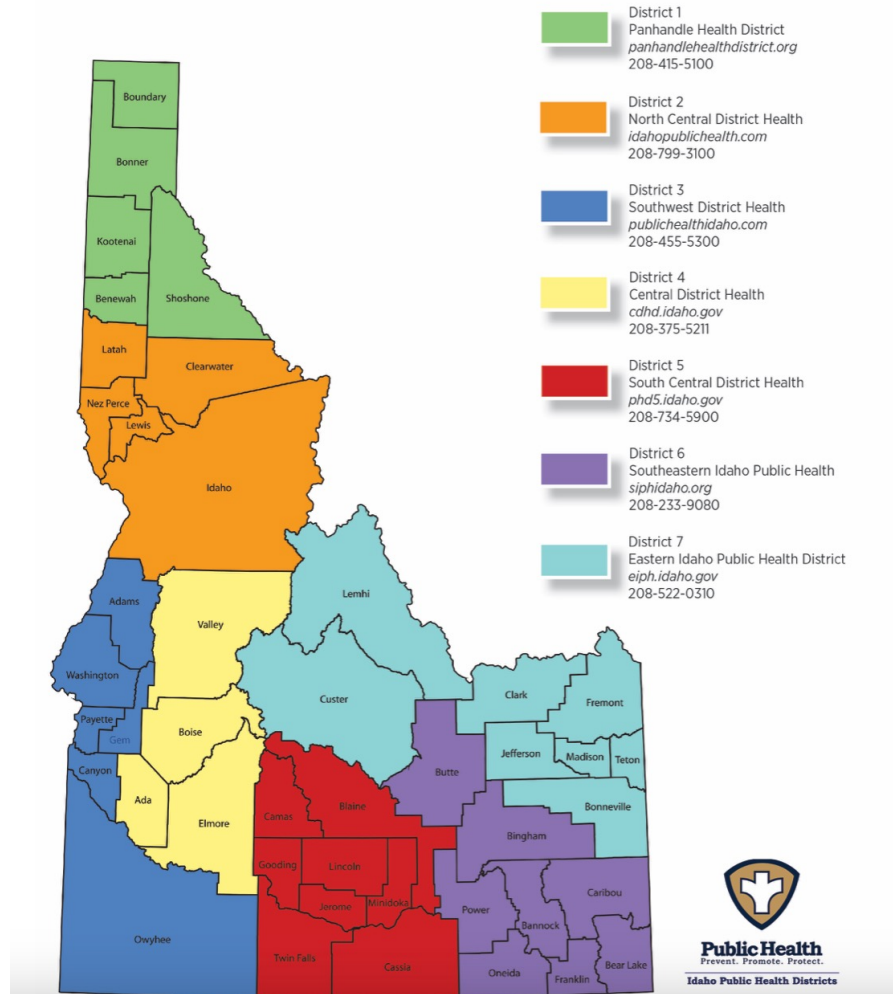 District 1
Panhandle Health District
panhandlehealthdistrict.org
208-415-5100
District 2
North Central District Health
idahopublichealth.com
208-799-3100
District 3
Southwest District Health
publichealthidaho.com
208-455-5300
District 4
Central District Health
cdhd.idaho.gov
208-375-5211
District 5
South Central District Health
phd5.idaho.gov
208-734-5900
District 6
Southeastern Idaho Public Health
siphidaho.org
208-233-9080
District 7
Eastern Idaho Public Health District
eiph.idaho.gov
208-522-0310
Boundary
Bonner
Kootenai
Benewah
Shoshone
Latah
Clearwater
Nez Perce
Lewis
Idaho
Adams
Valley
Lemhi
Washington
Custer
Clark
Fremont
Payette
Gem
Boise
Jefferson
Madison
Teton
Canyon
Butte
Ada
Elmore
Camas
Blaine
Bonneville
Bingham
Gooding
Lincoln
Jerome
Minidoka
Power
Bannock
Caribou
Owyhee
Twin Falls
Cassia
Oneida
Franklin
Bear Lake
Public Health
Prevent. Promote. Protect.
Idaho Public Health Districts